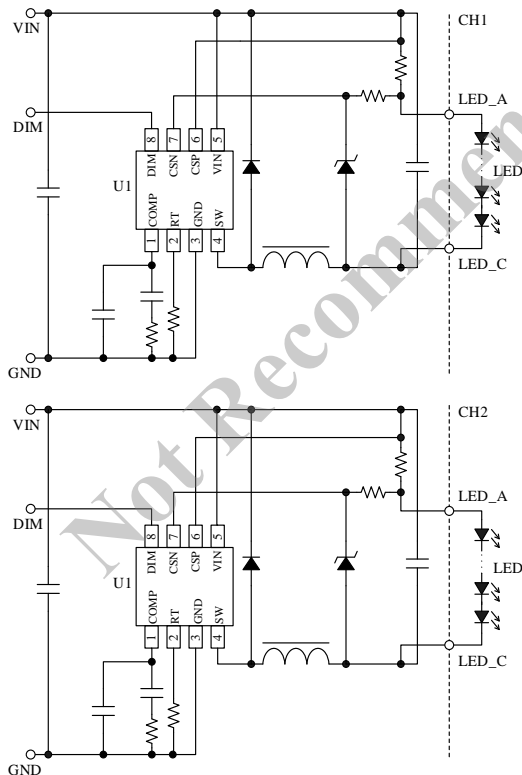 VIN
CH1
LED_A
DIM
8 7 6 5
DIM CSN CSP VIN
U1
LED
COMP RT GND SW
1 2 3 4
LED_C
GND
VIN
CH2
LED_A
DIM
8 7 6 5
DIM CSN CSP VIN
U1
LED
COMP RT GND SW
1 2 3 4
LED_C
GND
Not Recommen